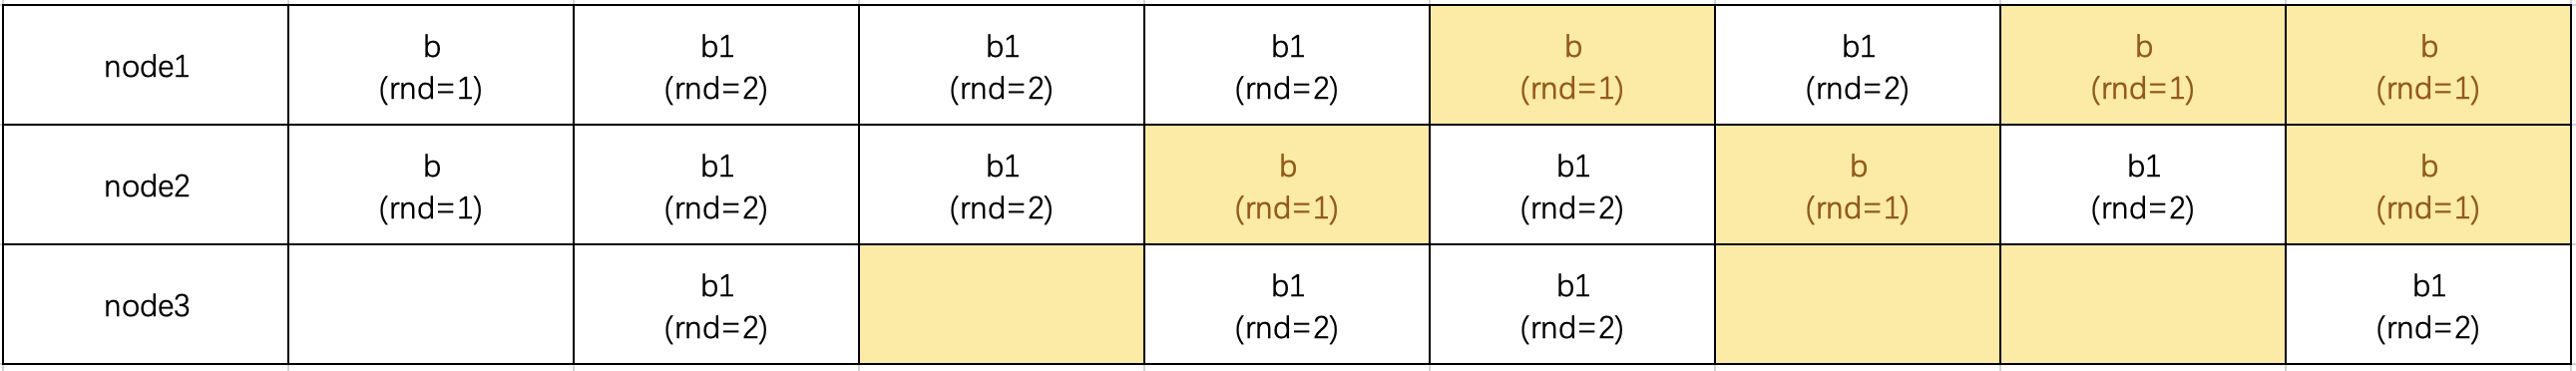 node1
b
(rnd=1)
b1
(rnd=2)
b1
(rnd=2)
b1
(rnd=2)
b
(rnd=1)
b1
(rnd=2)
b
(rnd=1)
b
(rnd=1)
node2
b
(rnd=1)
b1
(rnd=2)
b1
(rnd=2)
b
(rnd=1)
b1
(rnd=2)
b
(rnd=1)
b1
(rnd=2)
b
(rnd=1)
node3
b1
(rnd=2)
b1
(rnd=2)
b1
(rnd=2)
b1
(rnd=2)